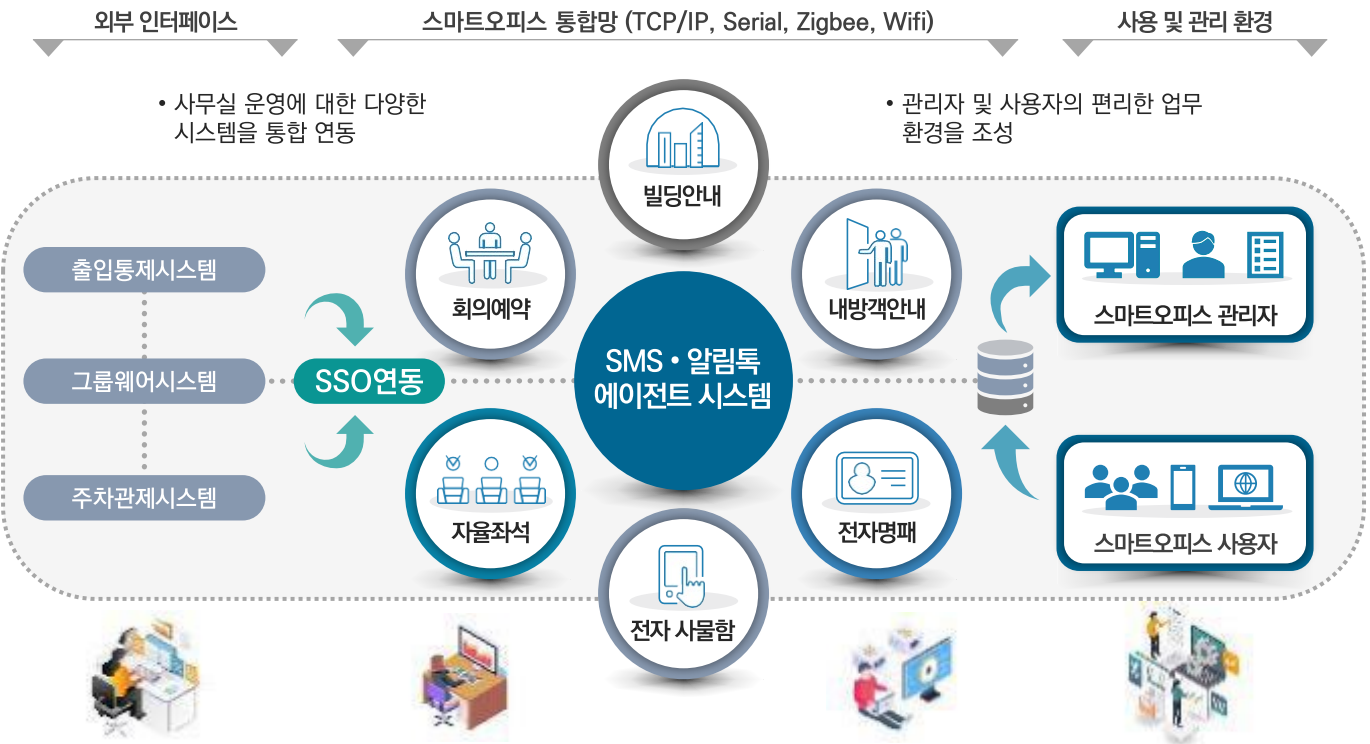 외부 인터페이스
스마트오피스 통합망 (TCP/IP, Serial, Zigbee, Wifi)
사용 및 관리 환경
• 사무실 운영에 대한 다양한
시스템을 통합 연동
• 관리자 및 사용자의 편리한 업무
환경을 조성
빌딩안내
출입통제시스템
회의예약
내방객안내
스마트오피스 관리자
그룹웨어시스템
SSO연동
SMS • 알림톡
에이전트 시스템
주차관제시스템
자율좌석
전자명패
스마트오피스 사용자
전자 사물함